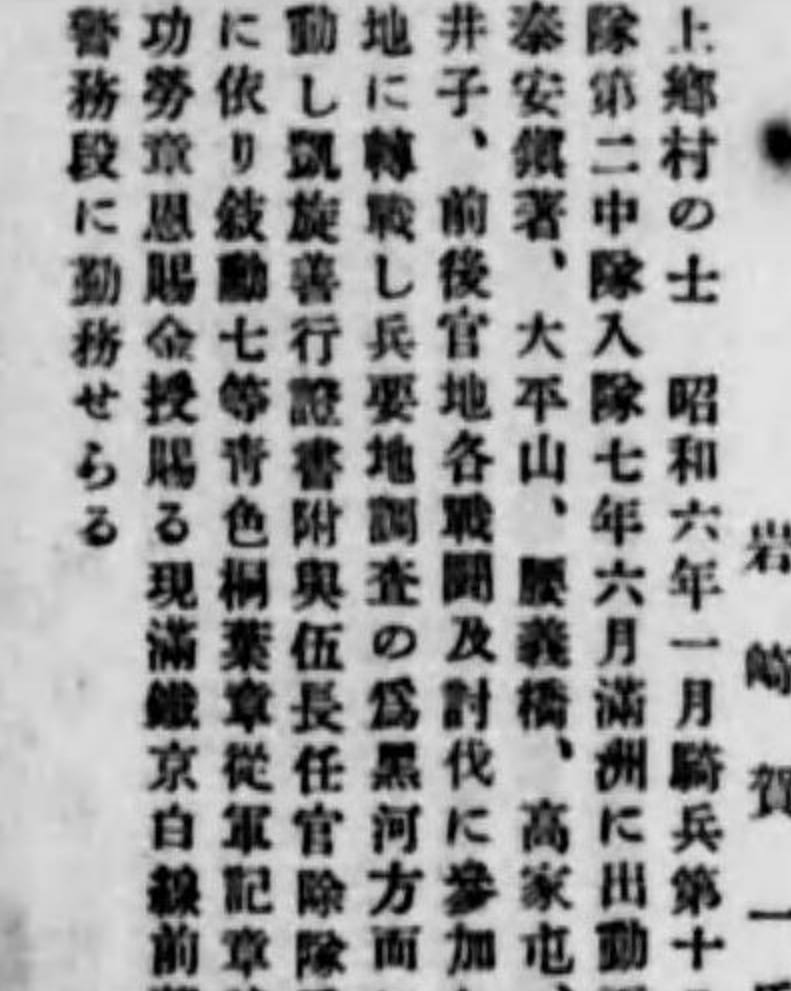 岩崎賀一
上鄕村の士　昭和六年一月騎兵第十
隊第二中隊入隊七年六月滿洲に出動
泰安鎭著、大平山、腰義橋、高家屯、
井子、前後官地各戰鬪及討伐に參加
地に轉戰し兵要地調査の爲黑河方面
動し凱旋善行證書附與伍長任官除隊
に依り敍勳七等靑色桐葉章從軍記章
功勞章恩賜金授賜る現滿鐵京白線前
警務段に勤務せらる